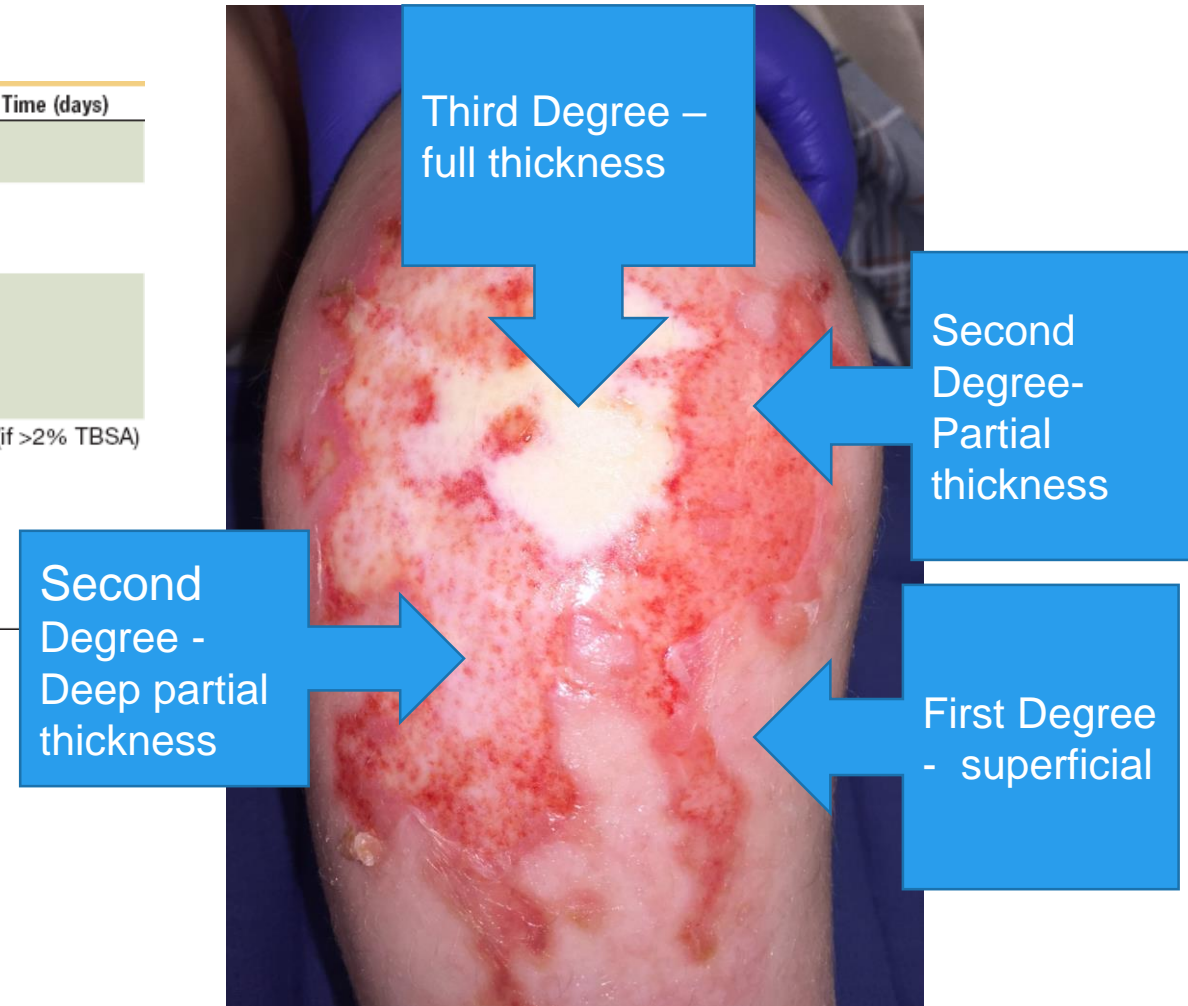 Time (days)
if >2% TBSA)
Third Degree –
full thickness
Second
Degree-
Partial
thickness
Second
Degree -
Deep partial
thickness
First Degree
- superficial